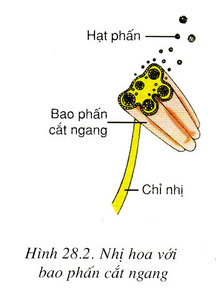 Hạt phấn
Bao phấn
cắt ngang
Chỉ nhị
Hình 28.2. Nhị hoa với
bao phấn cắt ngang